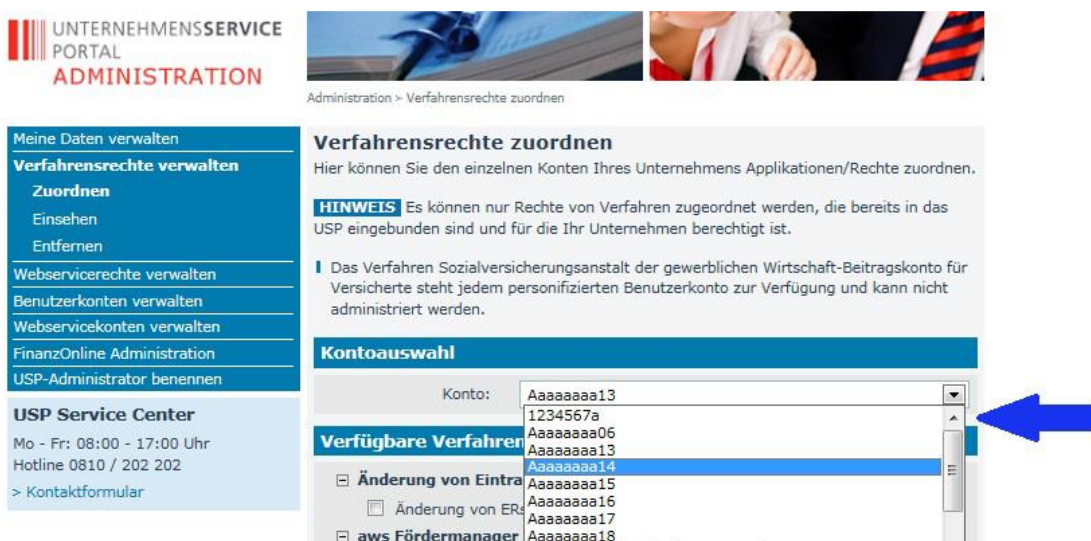 UNTERNEHMENSSERVICE
PORTAL
ADMINISTRATION
Administration > Verfahrensrechte zuordnen
Meine Daten verwalten
Verfahrensrechte verwalten
Zuordnen
Einsehen
Entfernen
Webservicerechte verwalten
Benutzerkonten verwalten
Webservicekonten verwalten
FinanzOnline Administration
USP-Administrator benennen
USP Service Center
Mo - Fr: 08:00 - 17:00 Uhr
Hotline 0810 / 202 202
> Kontaktformular
Verfahrensrechte zuordnen
Hier können Sie den einzelnen Konten Ihres Unternehmens Applikationen/Rechte zuordnen.
HINWEIS Es können nur Rechte von Verfahren zugeordnet werden, die bereits in das
USP eingebunden sind und für die Ihr Unternehmen berechtigt ist.
Das Verfahren Sozialversicherungsanstalt der gewerblichen Wirtschaft-Beitragskonto für
Versicherte steht jedem personifizierten Benutzerkonto zur Verfügung und kann nicht
administriert werden.
Kontoauswahl
Konto: Aaaaaaaa13
1234567a
Aaaaaaaa06
Aaaaaaaa13
Aaaaaaaa14
Aaaaaaaa15
Aaaaaaaa16
Aaaaaaaa17
Aaaaaaaa18
Verfügbare Verfahren
Änderung von Eintra
Änderung von ERs
aws Fördermanager